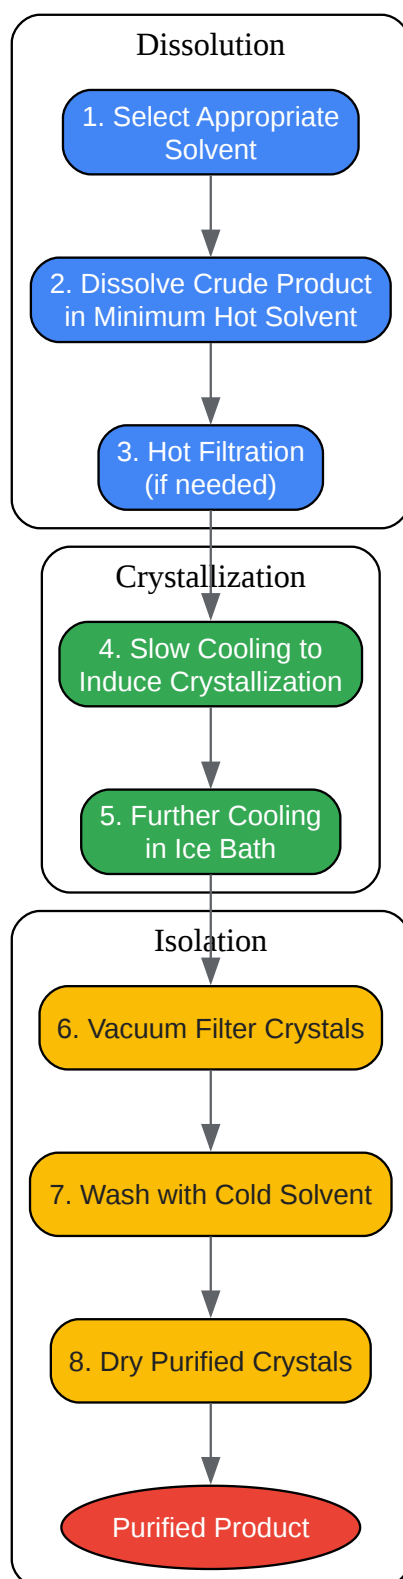 Dissolution
1. Select Appropriate
Solvent
2. Dissolve Crude Product
in Minimum Hot Solvent
3. Hot Filtration
(if needed)
Crystallization
4. Slow Cooling to
Induce Crystallization
5. Further Cooling
in Ice Bath
Isolation
6. Vacuum Filter Crystals
7. Wash with Cold Solvent
8. Dry Purified Crystals
Purified Product